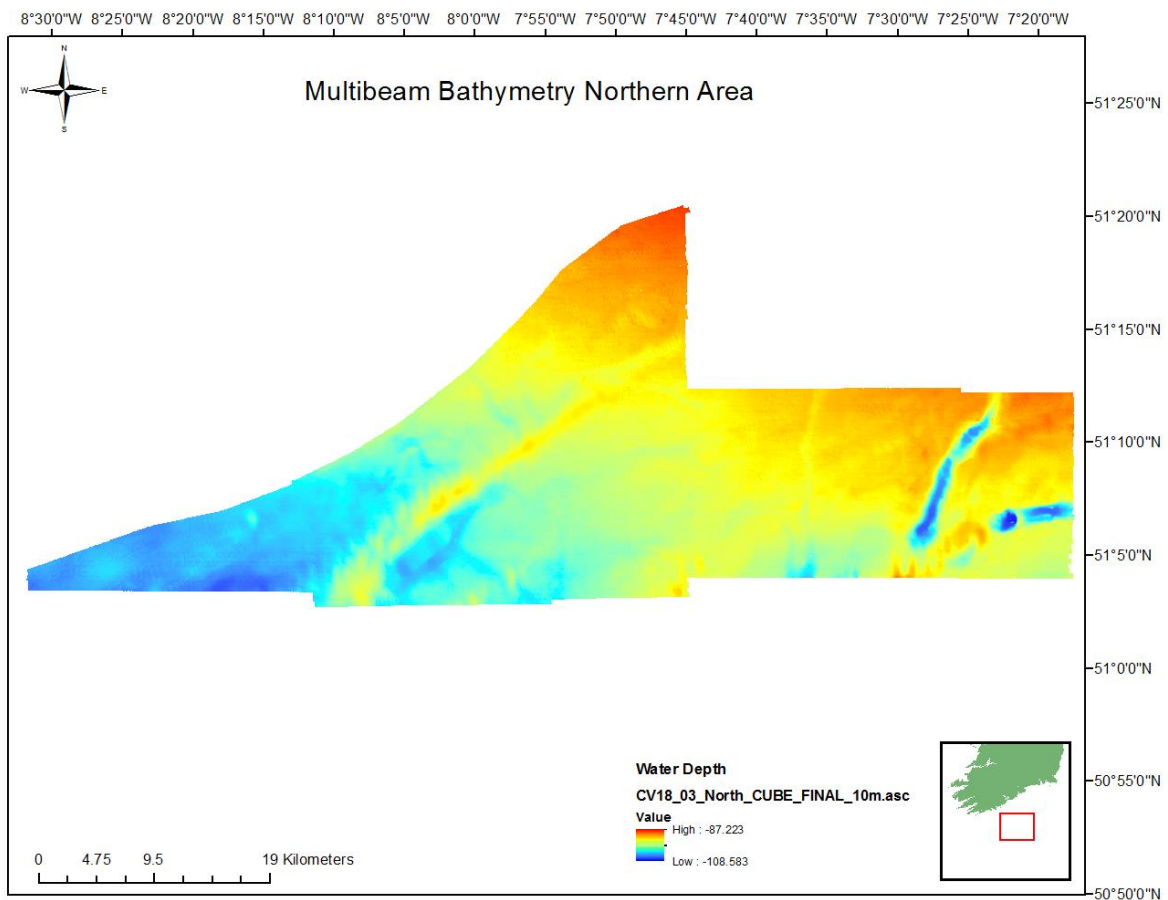 8°30'0"W 8°25'0"W 8°20'0"W 8°15'0"W 8°10'0"W 8°5'0"W 8°0'0"W 7°55'0"W 7°50'0"W 7°45'0"W 7°40'0"W 7°35'0"W 7°30'0"W 7°25'0"W 7°20'0"W
N
W E
S
Multibeam Bathymetry Northern Area
51°25'0"N
51°20'0"N
51°15'0"N
51°10'0"N
51°5'0"N
51°0'0"N
50°55'0"N
50°50'0"N
Water Depth
CV18_03_North_CUBE_FINAL_10m.asc
Value
High : -87.223
Low : -108.583
0 4.75 9.5 19 Kilometers